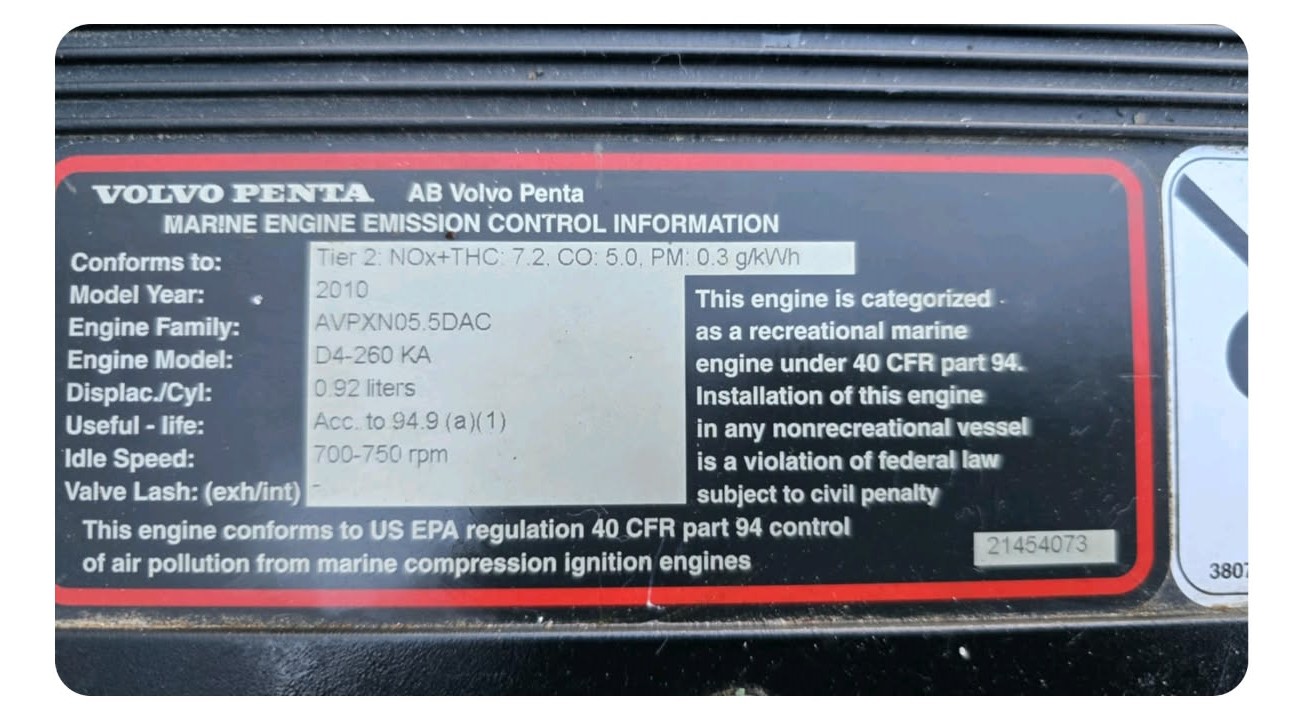 VOLVO PENTA AB Volvo Penta
MARINE ENGINE EMISSION CONTROL INFORMATION
Conforms to: Tier 2: NOx+THC: 7.2, CO: 5.0, PM: 0.3 g/kWh
Model Year: 2010
Engine Family: AVPXN05.5DAC
Engine Model: D4-260 KA
Displac./Cyl: 0.92 liters
Useful - life: Acc. to 94.9 (a)(1)
Idle Speed: 700-750 rpm
Valve Lash: (exh/int) -
This engine is categorized
as a recreational marine
engine under 40 CFR part 94.
Installation of this engine
in any nonrecreational vessel
is a violation of federal law
subject to civil penalty
This engine conforms to US EPA regulation 40 CFR part 94 control
of air pollution from marine compression ignition engines
21454073
3807